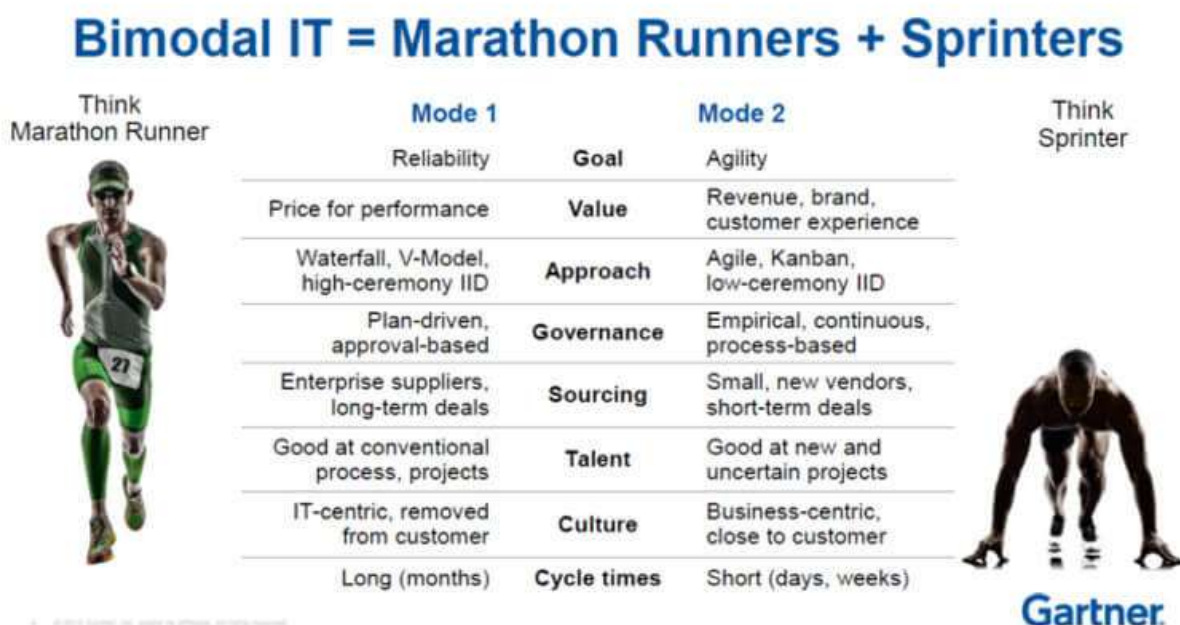 Bimodal IT = Marathon Runners + Sprinters
Think
Marathon Runner
Mode 1
Mode 2
Think
Sprinter
Reliability
Goal
Agility
Price for performance
Value
Revenue, brand,
customer experience
Waterfall, V-Model,
high-ceremony IID
Approach
Agile, Kanban,
low-ceremony IID
Plan-driven,
approval-based
Governance
Empirical, continuous,
process-based
Enterprise suppliers,
long-term deals
Sourcing
Small, new vendors,
short-term deals
Good at conventional
process, projects
Talent
Good at new and
uncertain projects
IT-centric, removed
from customer
Culture
Business-centric,
close to customer
Long (months)
Cycle times
Short (days, weeks)
27
Gartner